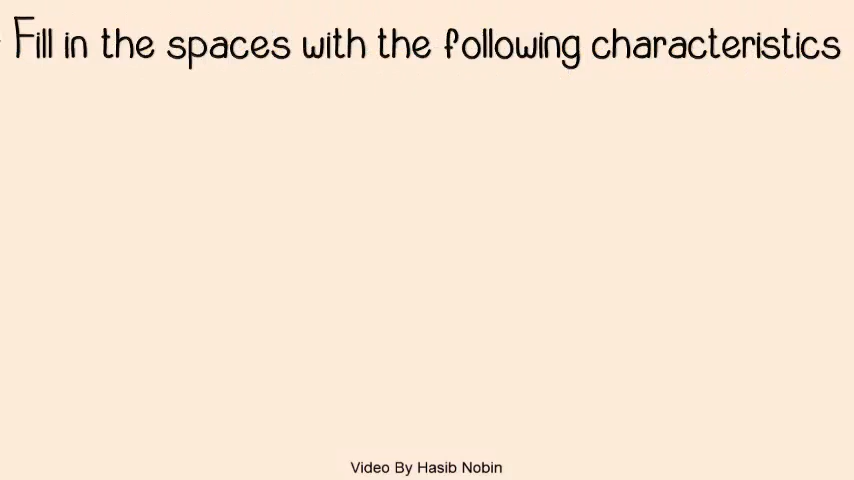 Fill in the spaces with the following characteristics
Video By Hasib Nobin